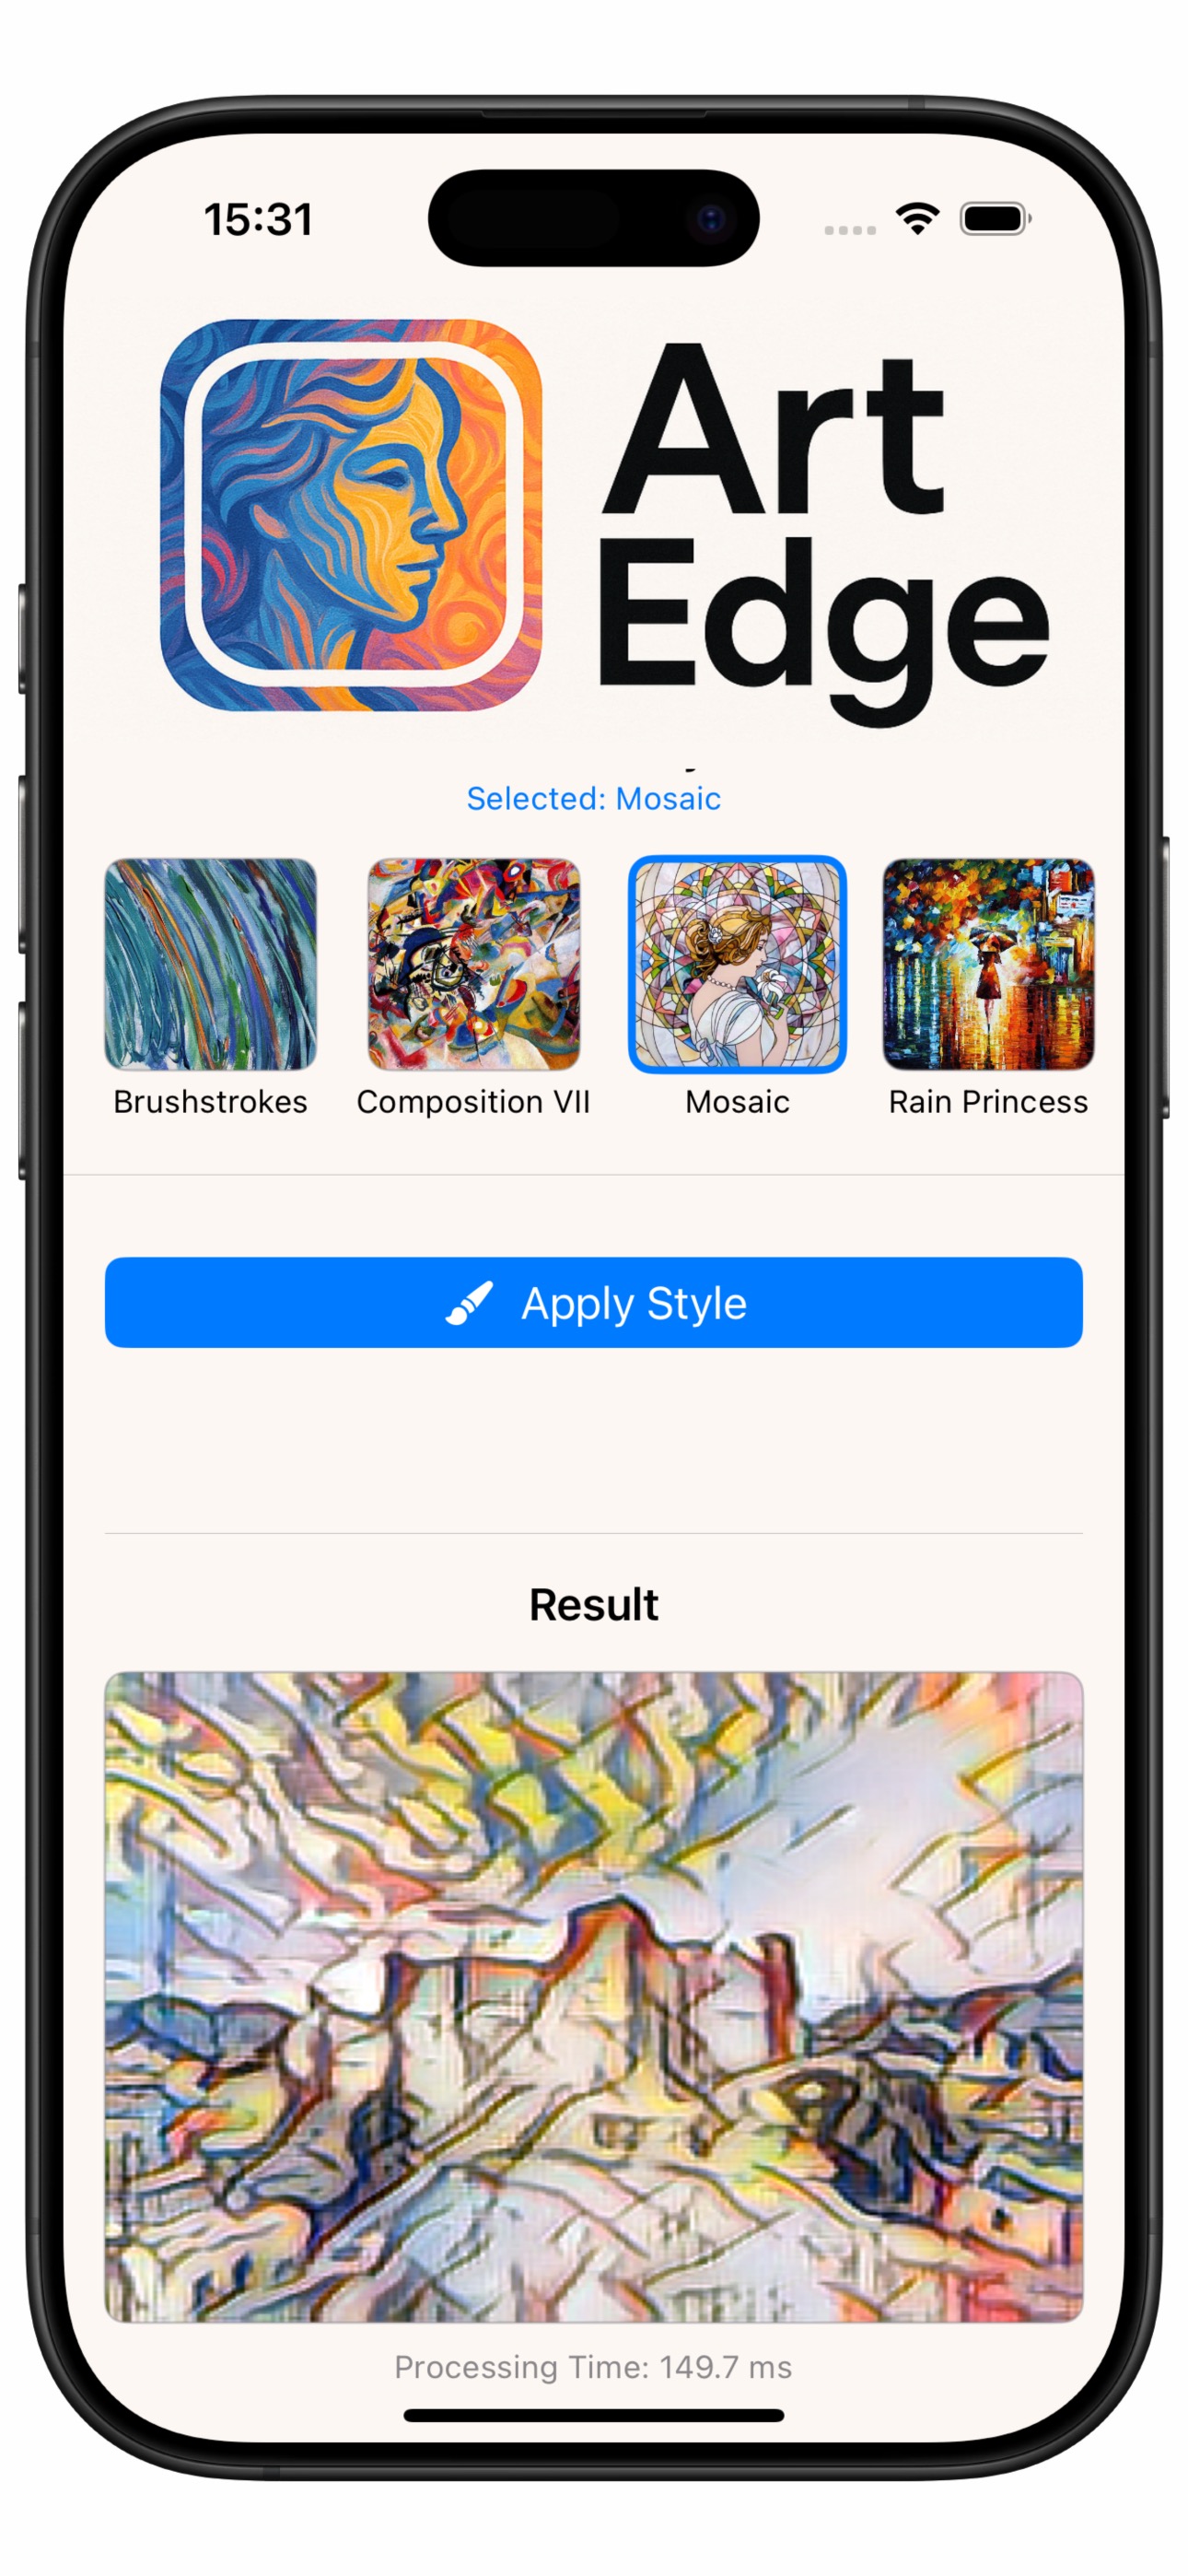 15:31
Art
Edge
Selected: Mosaic
Brushstrokes Composition VII Mosaic Rain Princess
Apply Style
Result
Processing Time: 149.7 ms